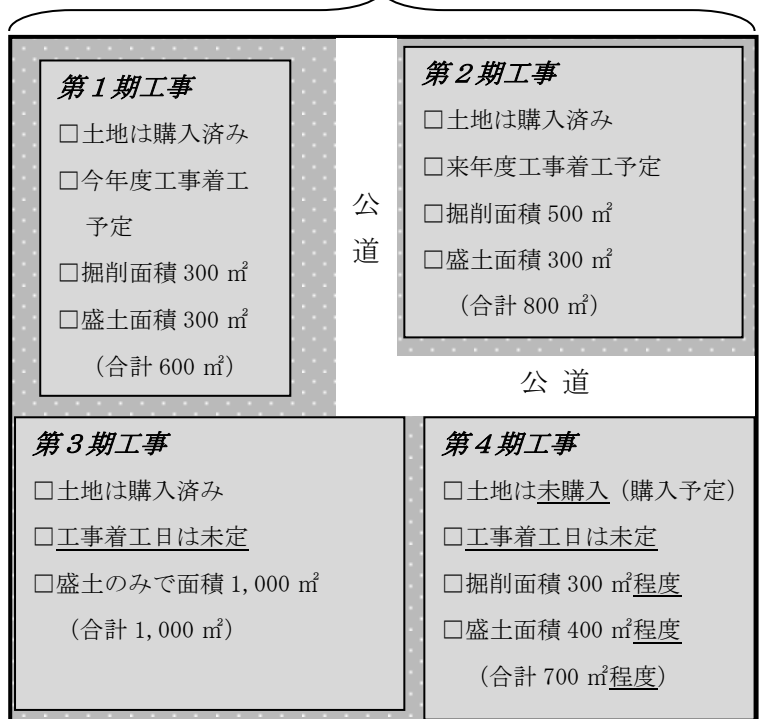 第１期工事
□土地は購入済み
□今年度工事着工
予定
□掘削面積 300 ㎡
□盛土面積 300 ㎡
（合計 600 ㎡）
公
道
第２期工事
□土地は購入済み
□来年度工事着工予定
□掘削面積 500 ㎡
□盛土面積 300 ㎡
（合計 800 ㎡）
公 道
第３期工事
□土地は購入済み
□工事着工日は未定
□盛土のみで面積 1,000 ㎡
（合計 1,000 ㎡）
第４期工事
□土地は未購入（購入予定）
□工事着工日は未定
□掘削面積 300 ㎡程度
□盛土面積 400 ㎡程度
（合計 700 ㎡程度）